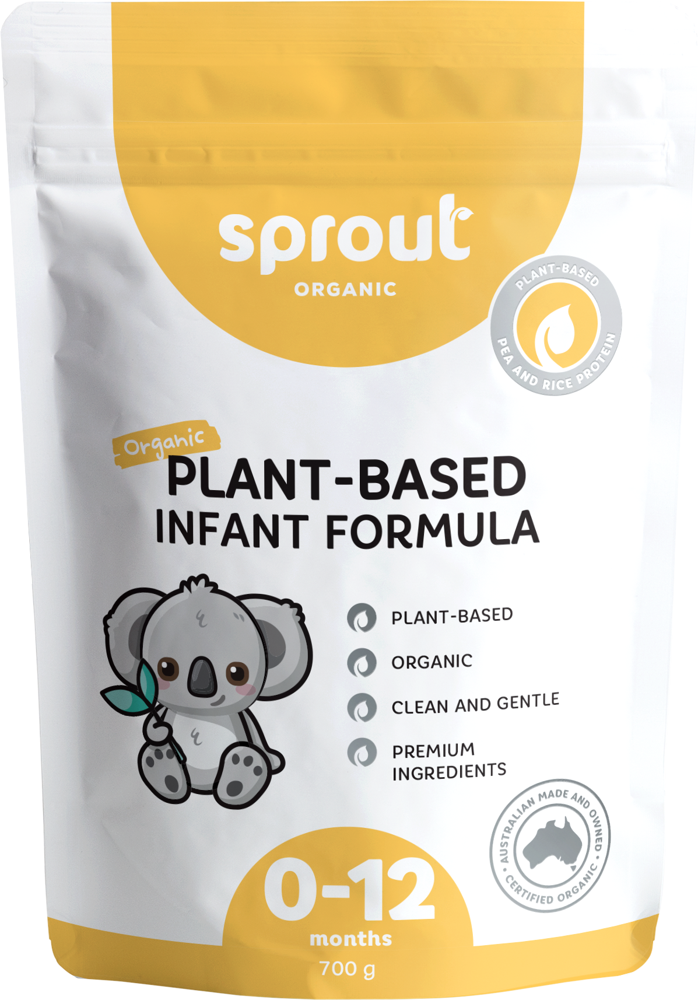 sprout
ORGANIC
PLANT-BASED
PEA AND RICE PROTEIN
Organic
PLANT-BASED
INFANT FORMULA
PLANT-BASED
ORGANIC
CLEAN AND GENTLE
PREMIUM
INGREDIENTS
AUSTRALIAN MADE AND OWNED
• CERTIFIED ORGANIC •
0-12
months
700 g